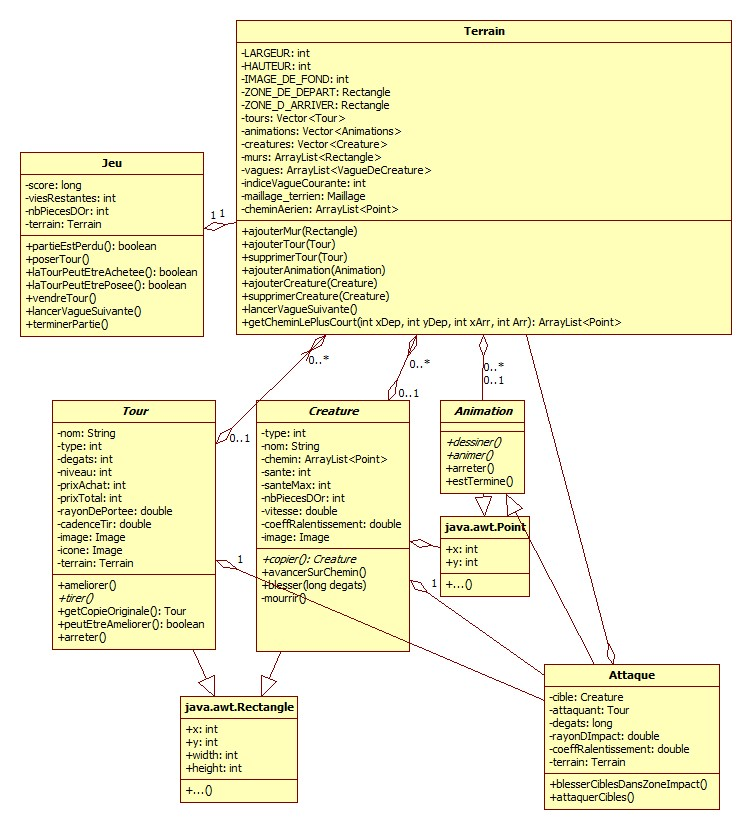 Terrain
-LARGEUR: int
-HAUTEUR: int
-IMAGE_DE_FOND: int
-ZONE_DE_DEPART: Rectangle
-ZONE_D_ARRIVER: Rectangle
-tours: Vector<Tour>
-animations: Vector<Animations>
-creatures: Vector<Creature>
-murs: ArrayList<Rectangle>
-vagues: ArrayList<VagueDeCreature>
-indiceVagueCourante: int
-maillage_terrien: Maillage
-cheminAerien: ArrayList<Point>
+ajouterMur(Rectangle)
+ajouterTour(Tour)
+supprimerTour(Tour)
+ajouterAnimation(Animation)
+ajouterCreature(Creature)
+supprimerCreature(Creature)
+lancerVagueSuivante()
+getCheminLePlusCourt(int xDep, int yDep, int xArr, int Arr): ArrayList<Point>
Jeu
-score: long
-viesRestantes: int
-nbPiecesDOr: int
-terrain: Terrain
+partieEstPerdu(): boolean
+poserTour()
+laTourPeutEtreAchetee(): boolean
+laTourPeutEtrePosee(): boolean
+vendreTour()
+lancerVagueSuivante()
+terminerPartie()
1 1
0..*
0..*
0..*
0..1
0..1
0..1
Tour
-nom: String
-type: int
-degats: int
-niveau: int
-prixAchat: int
-prixTotal: int
-rayonDePortee: double
-cadenceTir: double
-image: Image
-icone: Image
-terrain: Terrain
+ameliorer()
+tirer()
+getCopieOriginale(): Tour
+peutEtreAmeliorer(): boolean
+arreter()
Creature
-type: int
-nom: String
-chemin: ArrayList<Point>
-sante: int
-santeMax: int
-nbPiecesDOr: int
-vitesse: double
-coeffRalentissement: double
-image: Image
+copier(): Creature
+avancerSurChemin()
+blesser(long degats)
-mourrir()
Animation
+dessiner()
+animer()
+arreter()
+estTermine()
java.awt.Point
+x: int
+y: int
+...()
1
1
java.awt.Rectangle
+x: int
+y: int
+width: int
+height: int
+...()
Attaque
-cible: Creature
-attaquant: Tour
-degats: long
-rayonDImpact: double
-coeffRalentissement: double
-terrain: Terrain
+blesserCiblesDansZoneImpact()
+attaquerCibles()